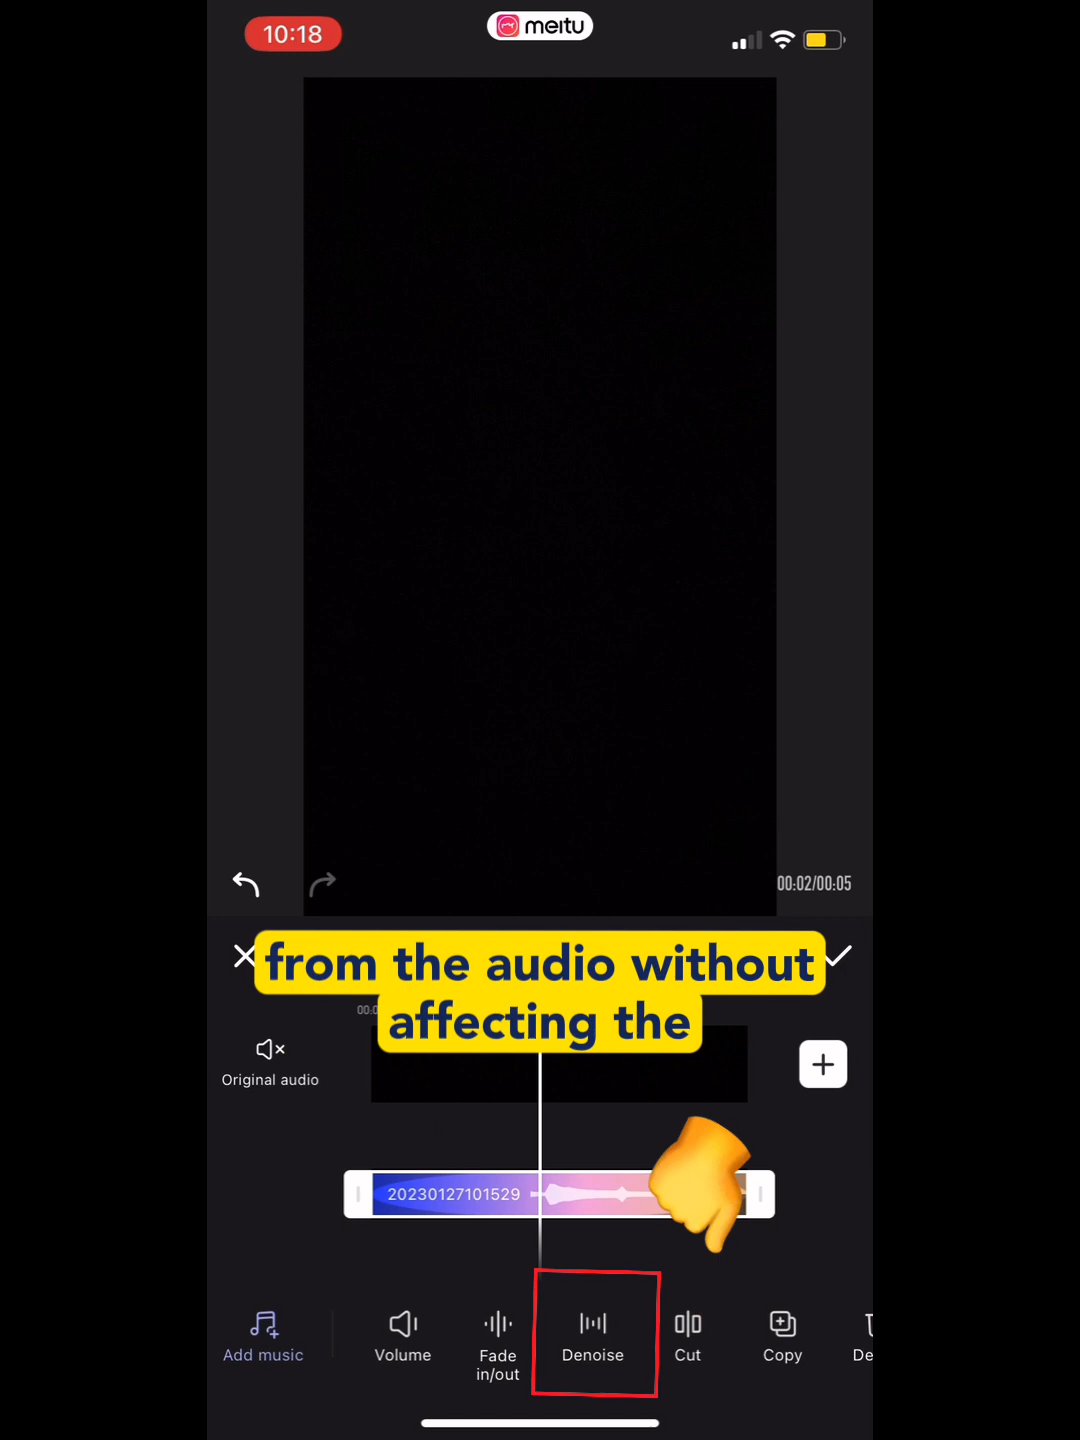 10:18
meitu
00:02/00:05
from the audio without
affecting the
Original audio
20230127101529
Add music
Volume
Fade
in/out
Denoise
Cut
Copy